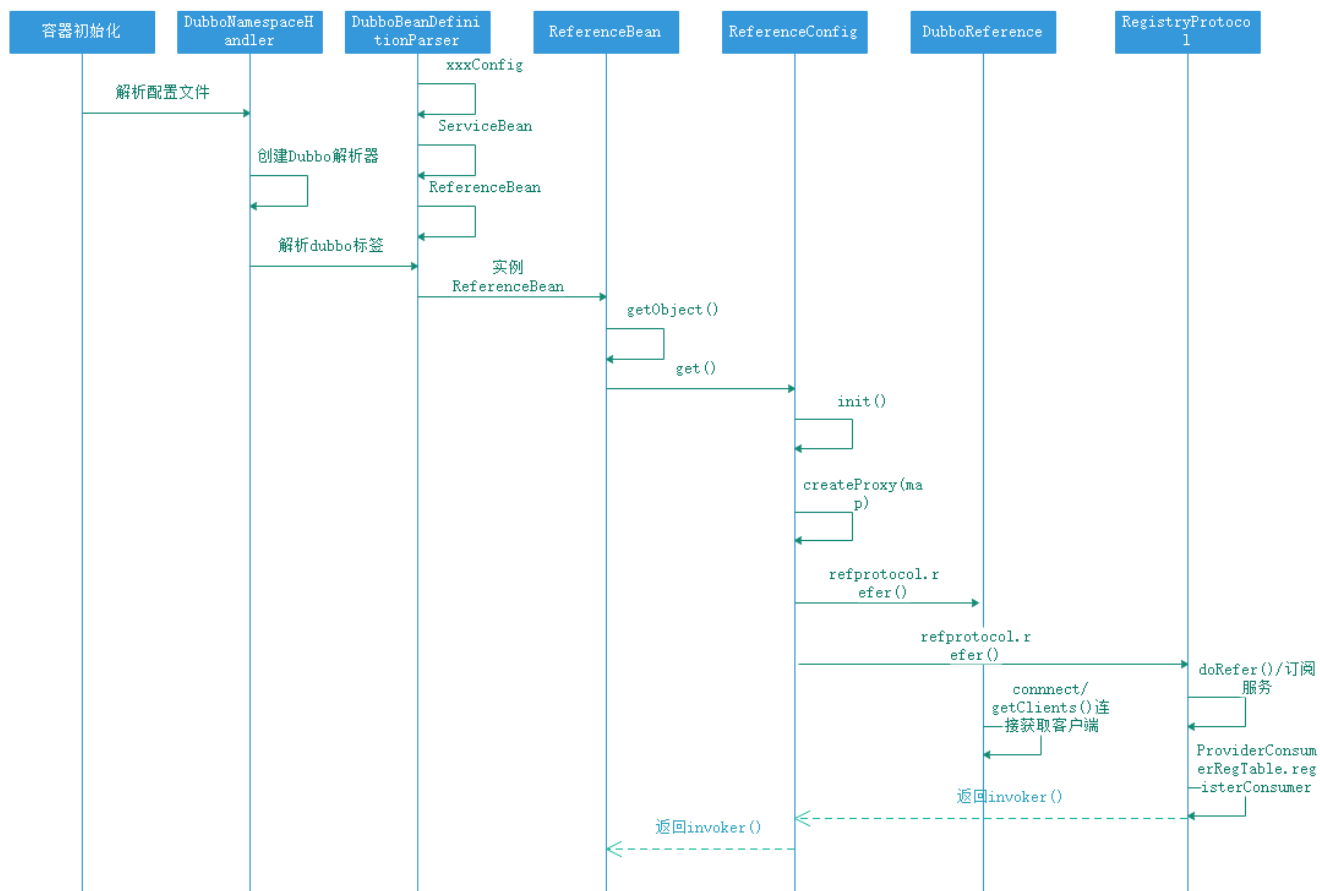 容器初始化
DubboNamespaceH
andler
DubboBeanDefini
tionParser
ReferenceBean
ReferenceConfig
DubboReference
RegistryProtoco
l
xxxConfig
解析配置文件
ServiceBean
创建Dubbo解析器
ReferenceBean
解析dubbo标签
实例
ReferenceBean
getObject()
get()
init()
createProxy(ma
p)
refprotocol.r
efer()
refprotocol.r
efer()
doRefer()/订阅
服务
connnect/
getClients()连
接获取客户端
ProviderConsum
erRegTable.reg
isterConsumer
返回invoker()
返回invoker()